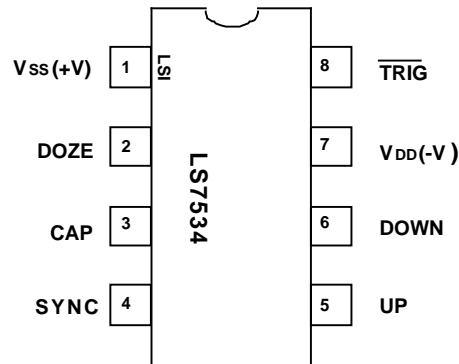 VSS(+V) 1 LSI 8 TRIG
DOZE 2 7 VDD(-V)
LS7534
CAP 3 6 DOWN
SYNC 4 5 UP